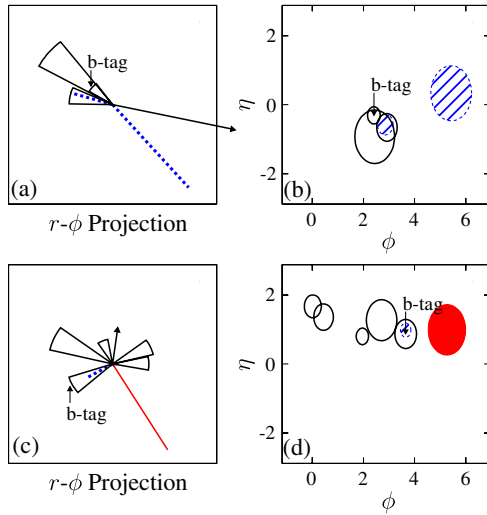 b-tag
(a)
r-ϕ Projection
2
0
-2
η
b-tag
(b)
0 2 4 6
ϕ
b-tag
(c)
r-ϕ Projection
2
0
-2
η
b-tag
(d)
0 2 4 6
ϕ